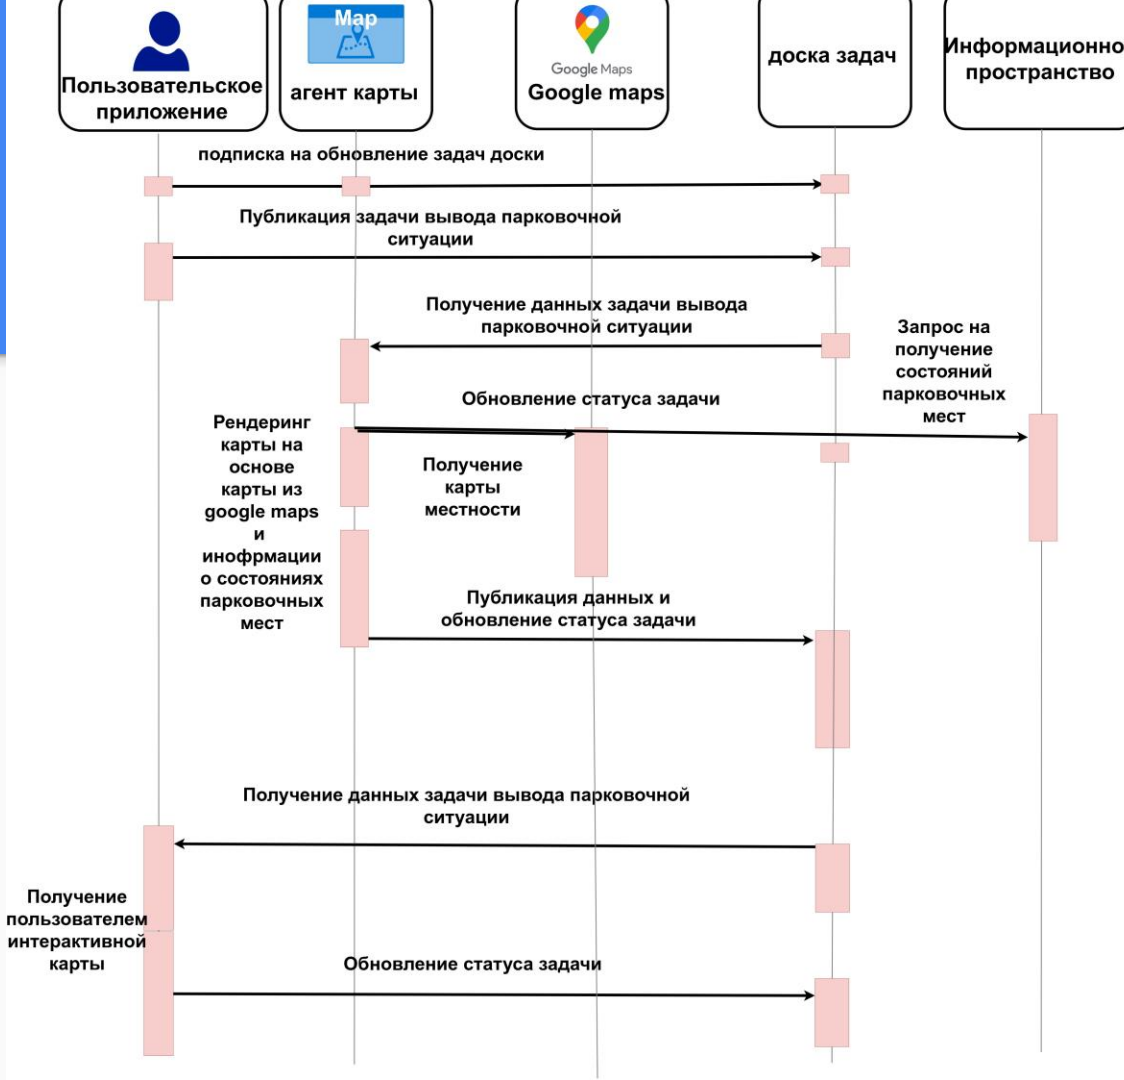 Map
Пользовательское
приложение
агент карты
Google Maps
Google maps
доска задач
Информационно
пространство
подписка на обновление задач доски
Публикация задачи вывода парковочной
ситуации
Получение данных задачи вывода
парковочной ситуации
Запрос на
получение
состояний
парковочных
мест
Обновление статуса задачи
Рендеринг
карты на
основе
карты из
google maps
и
инофрмации
о состояниях
парковочных
мест
Получение
карты
местности
Публикация данных и
обновление статуса задачи
Получение данных задачи вывода парковочной
ситуации
Получение
пользователем
интерактивной
карты
Обновление статуса задачи